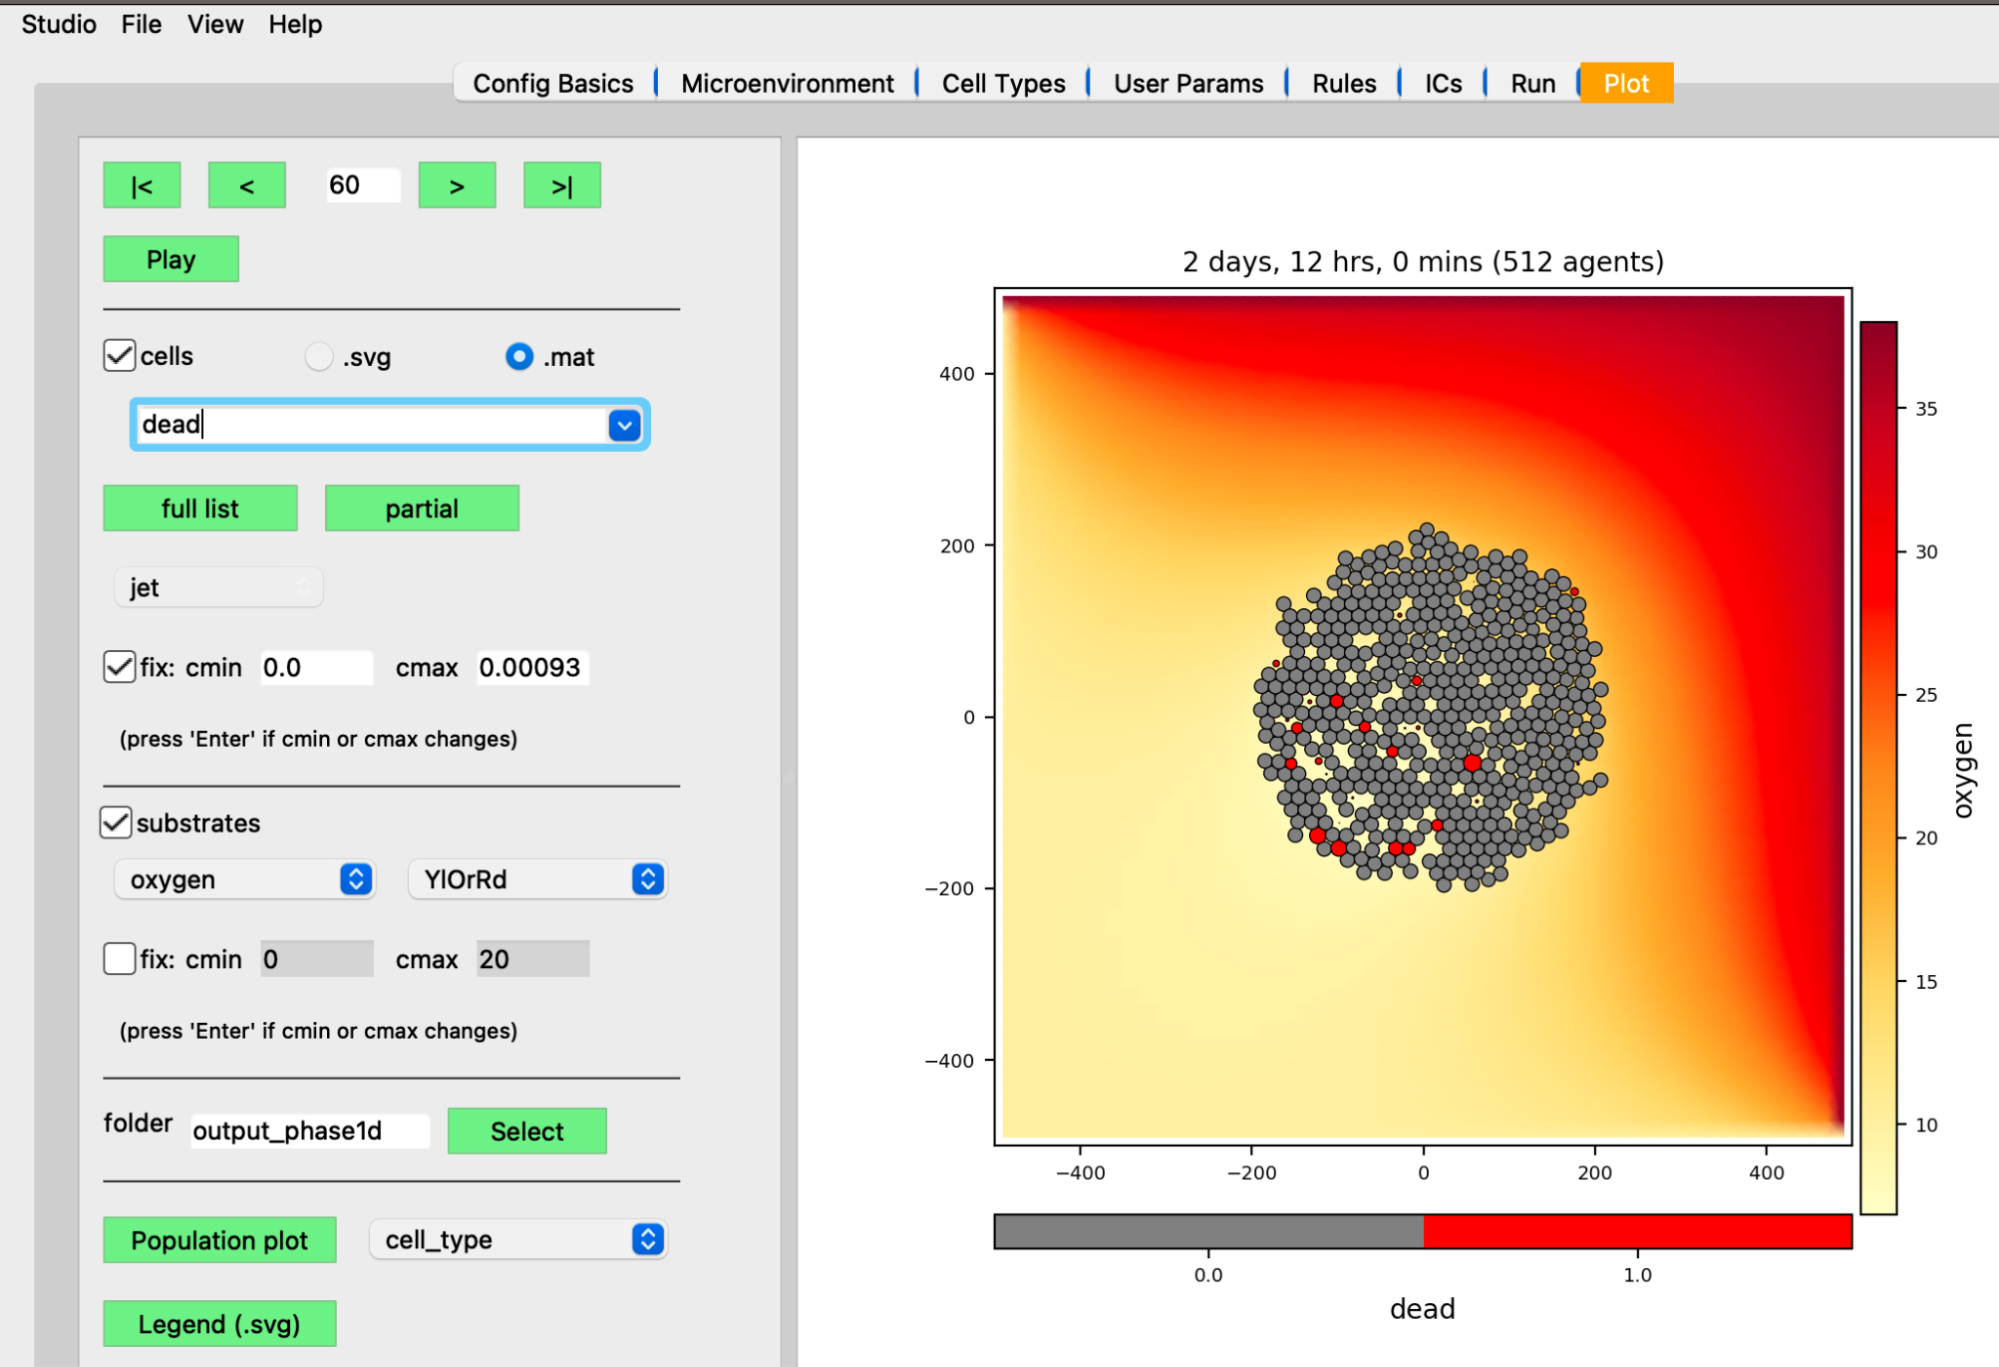 Studio File View Help
Config Basics Microenvironment Cell Types User Params Rules ICs Run Plot
|< < 60 > >|
Play
cells .svg .mat
dead
full list partial
jet
fix: cmin 0.0 cmax 0.00093
(press 'Enter' if cmin or cmax changes)
substrates
oxygen YlOrRd
fix: cmin 0 cmax 20
(press 'Enter' if cmin or cmax changes)
folder output_phase1d Select
Population plot cell_type
Legend (.svg)
2 days, 12 hrs, 0 mins (512 agents)
400
200
0
−200
−400
−400 −200 0 200 400
35
30
25
20
15
10
oxygen
0.0 1.0
dead